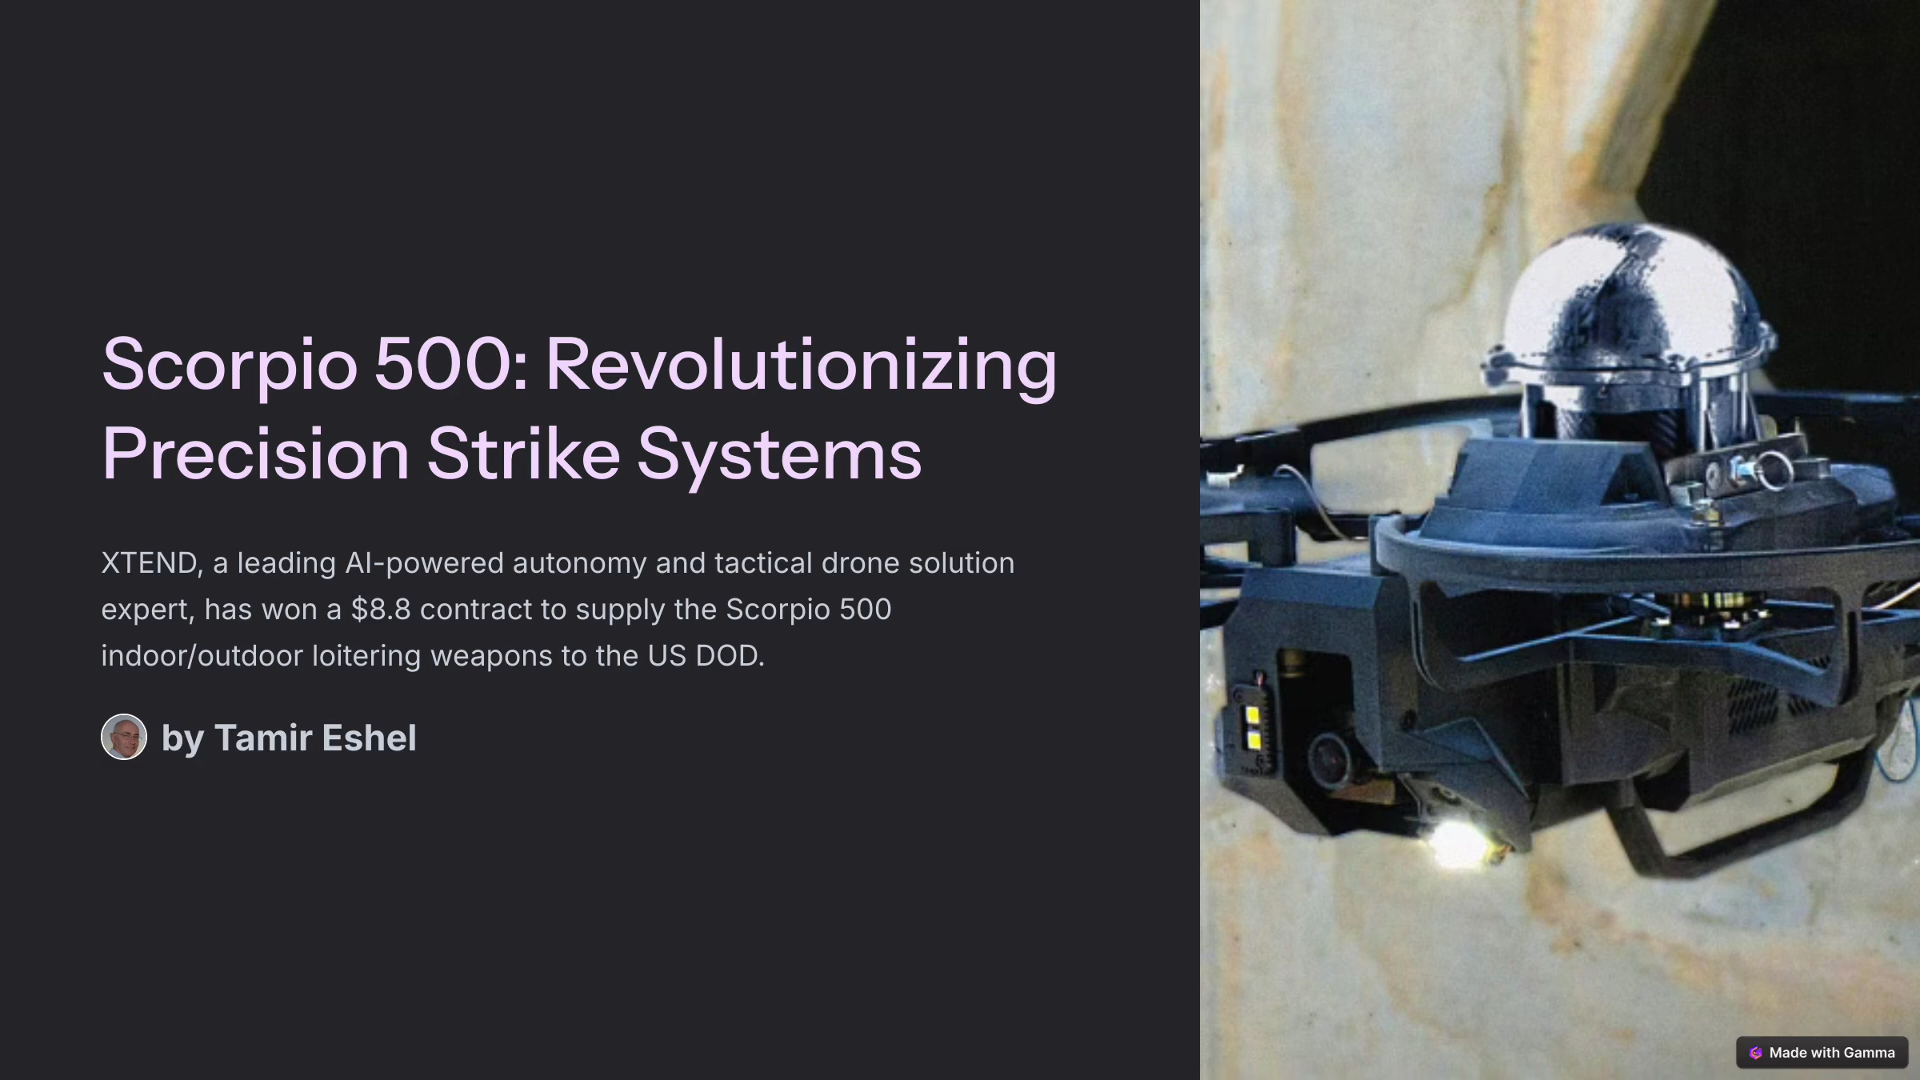 Scorpio 500: Revolutionizing
Precision Strike Systems
XTEND, a leading AI-powered autonomy and tactical drone solution
expert, has won a $8.8 contract to supply the Scorpio 500
indoor/outdoor loitering weapons to the US DOD.
by Tamir Eshel
Made with Gamma